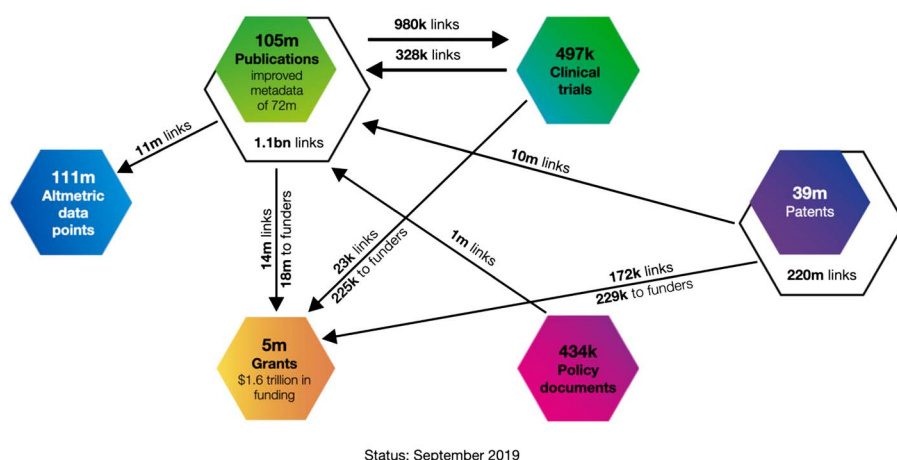 980k links
105m
Publications
improved
metadata
of 72m
328k links
497k
Clinical
trials
1.1bn links
11m links
10m links
111m
Altmetric
data
points
39m
Patents
220m links
14m links
18m to funders
23k links
225k to funders
1m links
172k links
229k to funders
5m
Grants
$1.6 trillion in
funding
434k
Policy
documents
Status: September 2019